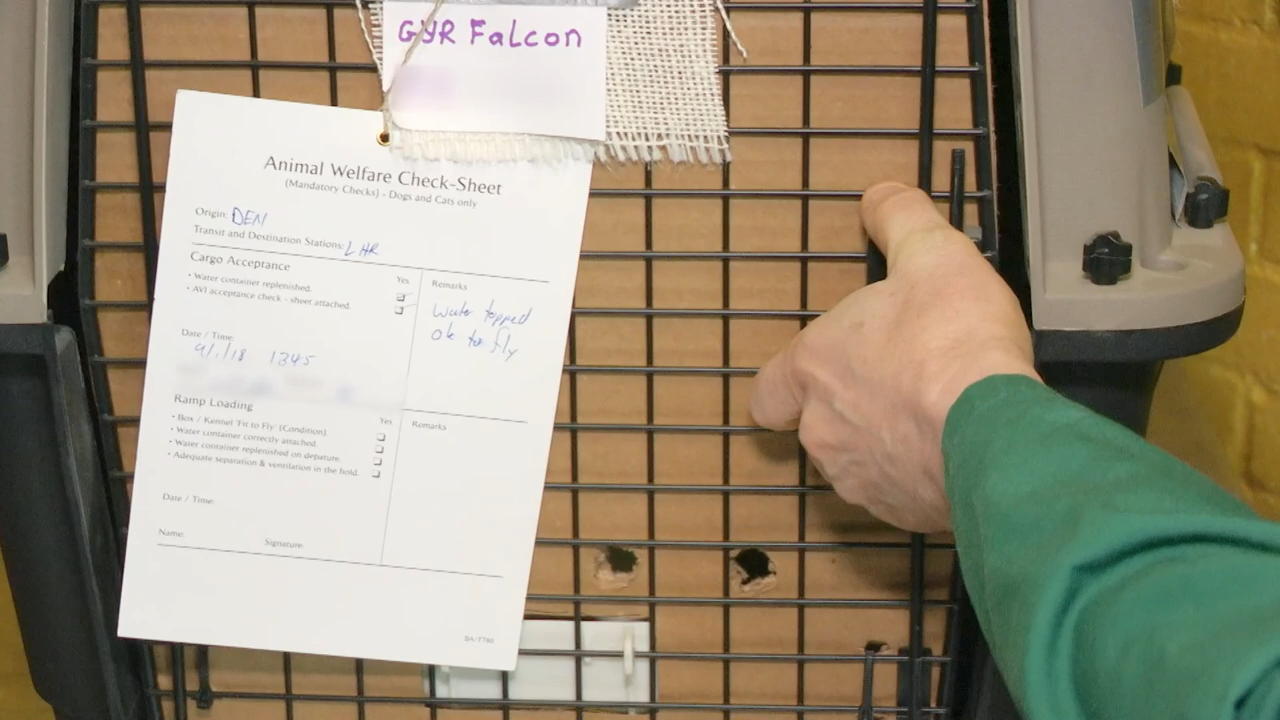 GYR Falcon
Animal Welfare Check-Sheet
(Mandatory Checks) - Dogs and Cats only
Origin: DEN
Transit and Destination Stations: LHR
Cargo Acceptance
Yes
• Water container replenished.
• AVI acceptance check - sheet attached.
Remarks
Water topped
ok to fly
Date / Time:
9/1/18 1345
Ramp Loading
Yes
• Box / Kennel 'Fit to Fly' (Condition).
• Water container correctly attached.
• Water container replenished on departure.
• Adequate separation & ventilation in the hold.
Remarks
Date / Time:
Name:
Signature: